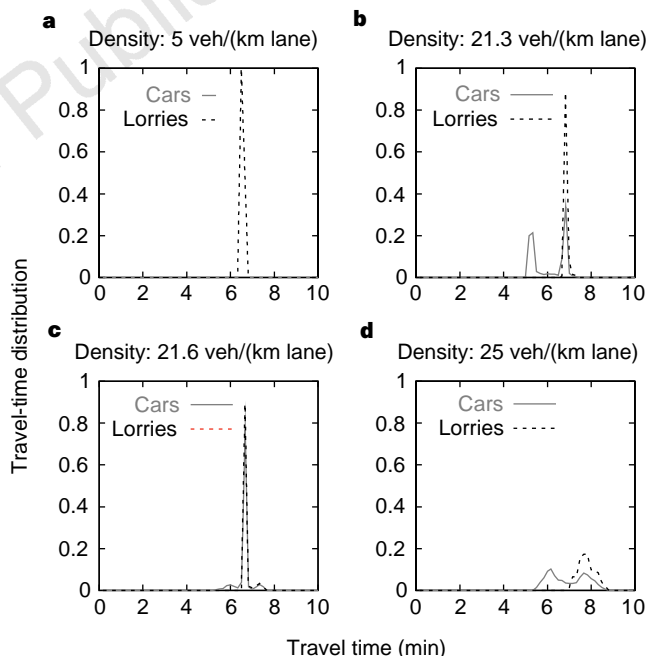 Publi
a
Density: 5 veh/(km lane)
1
0.8
0.6
0.4
0.2
0
0 2 4 6 8 10
Cars
Lorries
b
Density: 21.3 veh/(km lane)
1
0.8
0.6
0.4
0.2
0
0 2 4 6 8 10
Cars
Lorries
c
Density: 21.6 veh/(km lane)
1
0.8
0.6
0.4
0.2
0
0 2 4 6 8 10
Cars
Lorries
d
Density: 25 veh/(km lane)
1
0.8
0.6
0.4
0.2
0
0 2 4 6 8 10
Cars
Lorries
Travel-time distribution
Travel time (min)